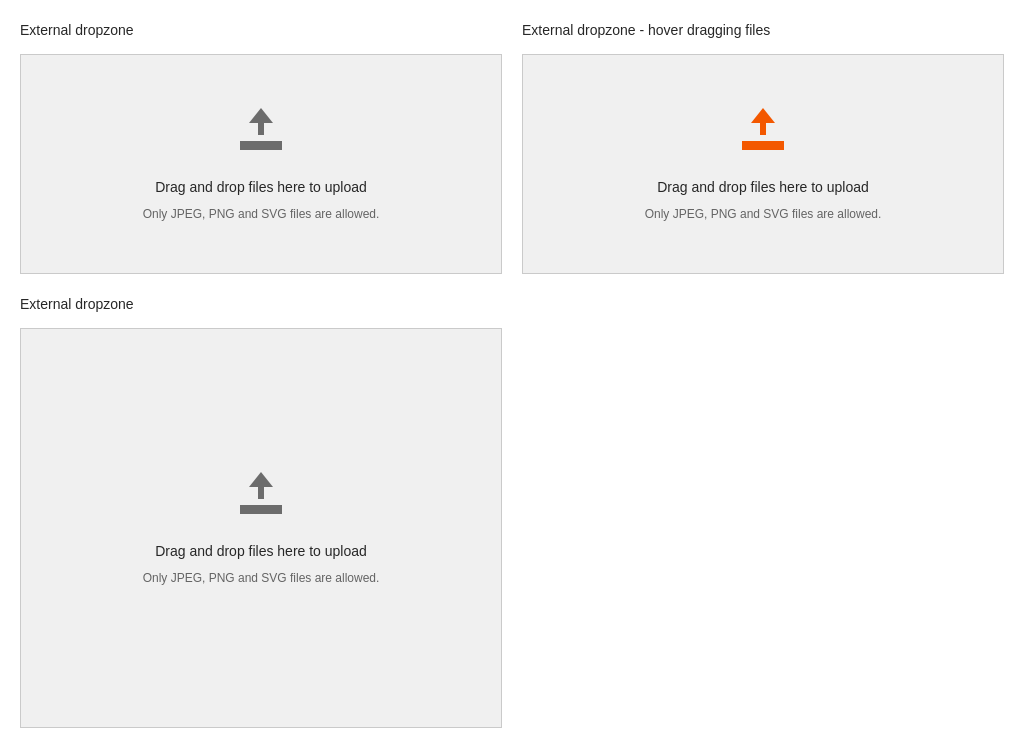 External dropzone
Drag and drop files here to upload
Only JPEG, PNG and SVG files are allowed.
External dropzone - hover dragging files
Drag and drop files here to upload
Only JPEG, PNG and SVG files are allowed.
External dropzone
Drag and drop files here to upload
Only JPEG, PNG and SVG files are allowed.